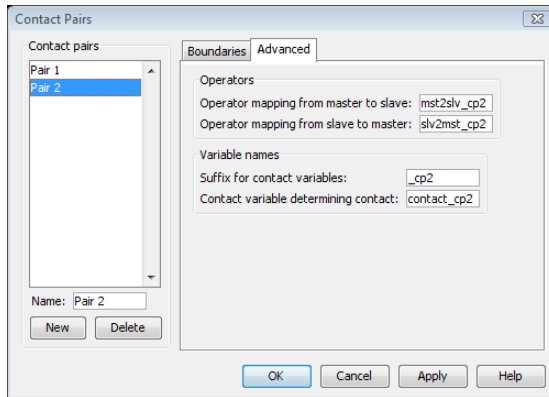 Contact Pairs
Contact pairs
Pair 1
Pair 2
Name: Pair 2
New Delete
Boundaries Advanced
Operators
Operator mapping from master to slave: mst2slv_cp2
Operator mapping from slave to master: slv2mst_cp2
Variable names
Suffix for contact variables: _cp2
Contact variable determining contact: contact_cp2
OK Cancel Apply Help